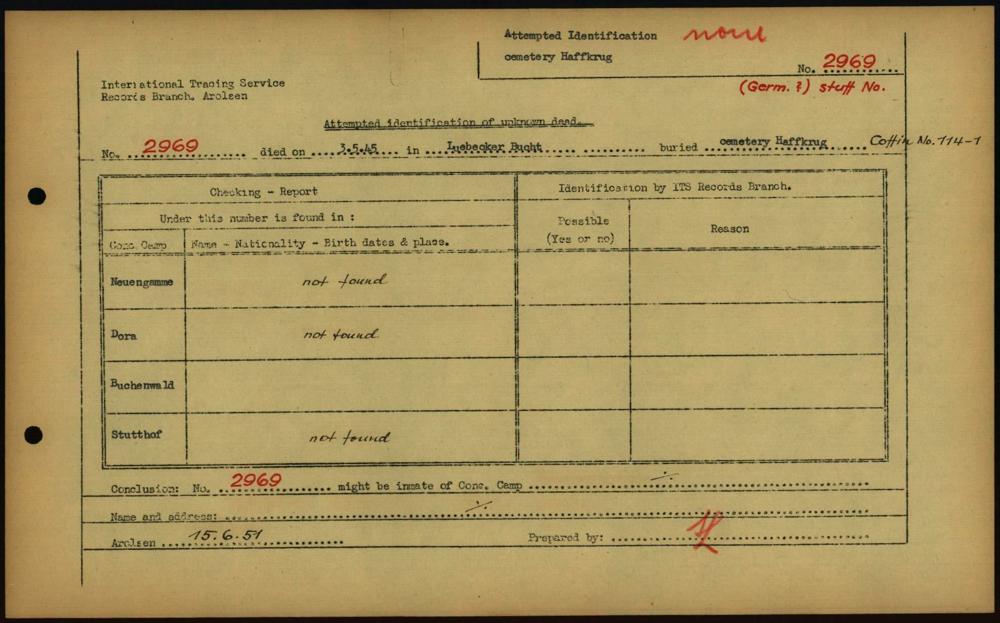 Attempted Identification none
cemetery Haffkrug
No. 2969
(Germ. ?) stuff No.
International Tracing Service
Records Branch, Arolsen
Attempted identification of unknown dead.
No. 2969 died on 3.5.45 in Luebecker Bucht buried cemetery Haffkrug Coffin No. 114-1
Checking - Report
Identification by ITS Records Branch.
Under this number is found in :
Possible
(Yes or no)
Reason
Conc. Camp
Name - Nationality - Birth dates & place.
Neuengamme not found
Dora not found
Buchenwald
Stutthof not found
Conclusion: No. 2969 might be inmate of Conc. Camp ./.
Name and address: ./.
Arolsen 15.6.51 Prepared by: